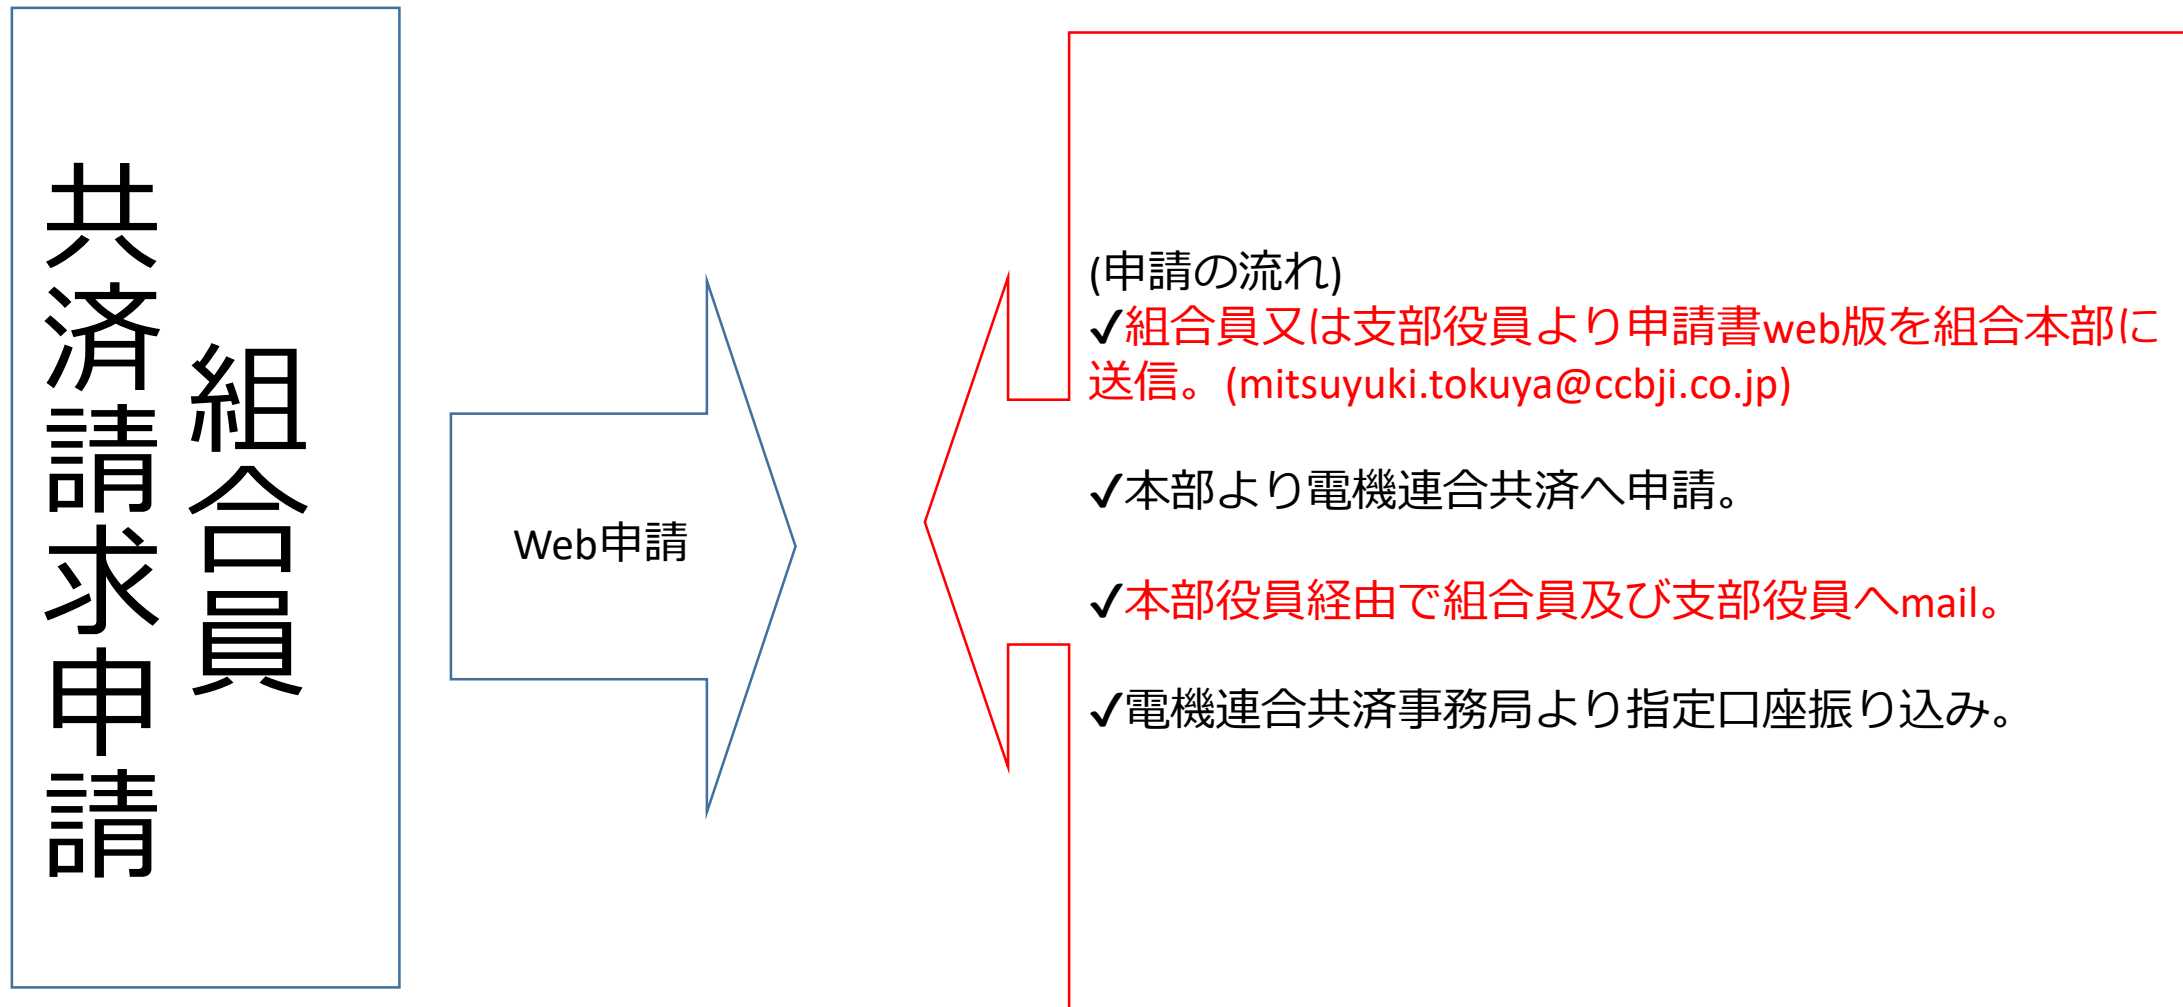 組合員
共済請求申請
Web申請
(申請の流れ)
✓組合員又は支部役員より申請書web版を組合本部に
送信。(mitsuyuki.tokuya@ccbji.co.jp)
✓本部より電機連合共済へ申請。
✓本部役員経由で組合員及び支部役員へmail。
✓電機連合共済事務局より指定口座振り込み。